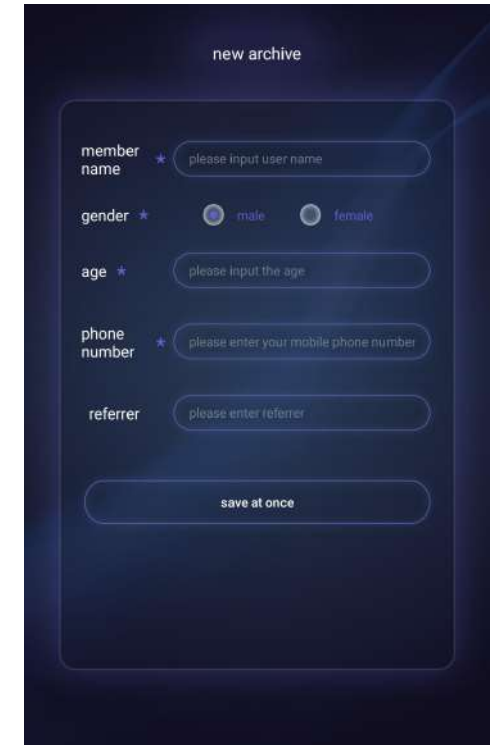 new archive
member
name * please input user name
gender * male female
age * please input the age
phone
number * please enter your mobile phone number
referrer please enter referrer
save at once